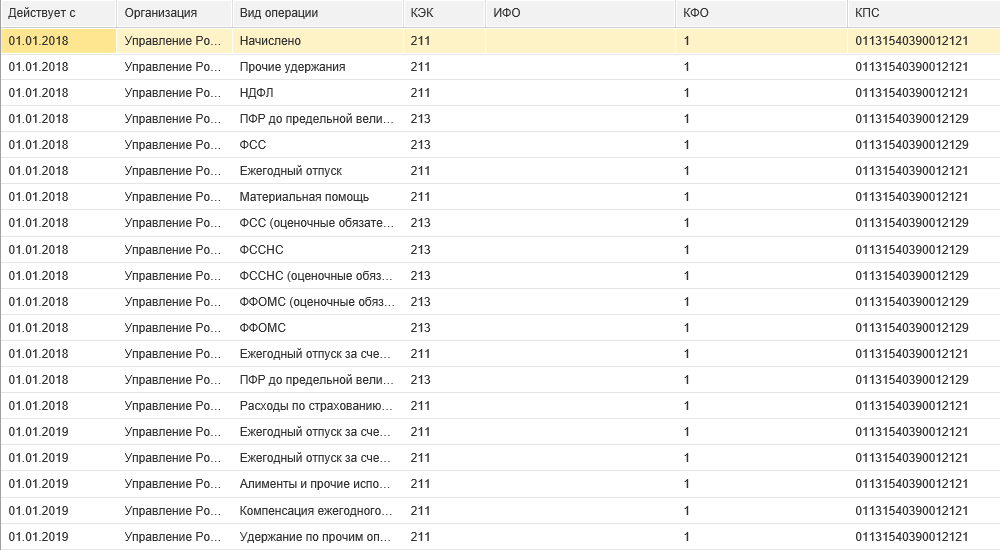 Действует с Организация Вид операции КЭК ИФО КФО КПС
01.01.2018 Управление Ро... Начислено 211 1 01131540390012121
01.01.2018 Управление Ро... Прочие удержания 211 1 01131540390012121
01.01.2018 Управление Ро... НДФЛ 211 1 01131540390012121
01.01.2018 Управление Ро... ПФР до предельной вели... 213 1 01131540390012129
01.01.2018 Управление Ро... ФСС 213 1 01131540390012129
01.01.2018 Управление Ро... Ежегодный отпуск 211 1 01131540390012121
01.01.2018 Управление Ро... Материальная помощь 211 1 01131540390012121
01.01.2018 Управление Ро... ФСС (оценочные обязате... 213 1 01131540390012129
01.01.2018 Управление Ро... ФССНС 213 1 01131540390012129
01.01.2018 Управление Ро... ФССНС (оценочные обяз... 213 1 01131540390012129
01.01.2018 Управление Ро... ФФОМС (оценочные обяз... 213 1 01131540390012129
01.01.2018 Управление Ро... ФФОМС 213 1 01131540390012129
01.01.2018 Управление Ро... Ежегодный отпуск за сче... 211 1 01131540390012121
01.01.2018 Управление Ро... ПФР до предельной вели... 213 1 01131540390012129
01.01.2018 Управление Ро... Расходы по страхованию... 211 1 01131540390012121
01.01.2019 Управление Ро... Ежегодный отпуск за сче... 211 1 01131540390012121
01.01.2019 Управление Ро... Ежегодный отпуск за сче... 211 1 01131540390012121
01.01.2019 Управление Ро... Алименты и прочие испо... 211 1 01131540390012121
01.01.2019 Управление Ро... Компенсация ежегодного... 211 1 01131540390012121
01.01.2019 Управление Ро... Удержание по прочим оп... 211 1 01131540390012121